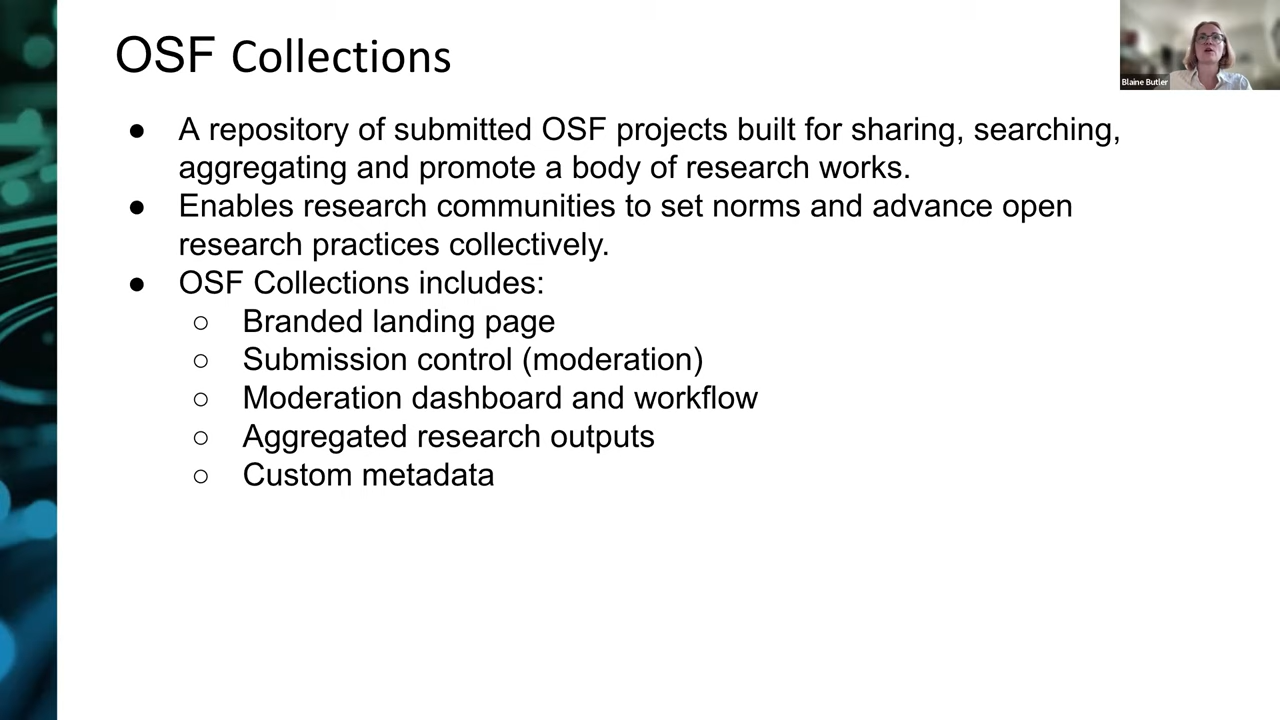 OSF Collections
Blaine Butler
● A repository of submitted OSF projects built for sharing, searching,
aggregating and promote a body of research works.
● Enables research communities to set norms and advance open
research practices collectively.
● OSF Collections includes:
○ Branded landing page
○ Submission control (moderation)
○ Moderation dashboard and workflow
○ Aggregated research outputs
○ Custom metadata